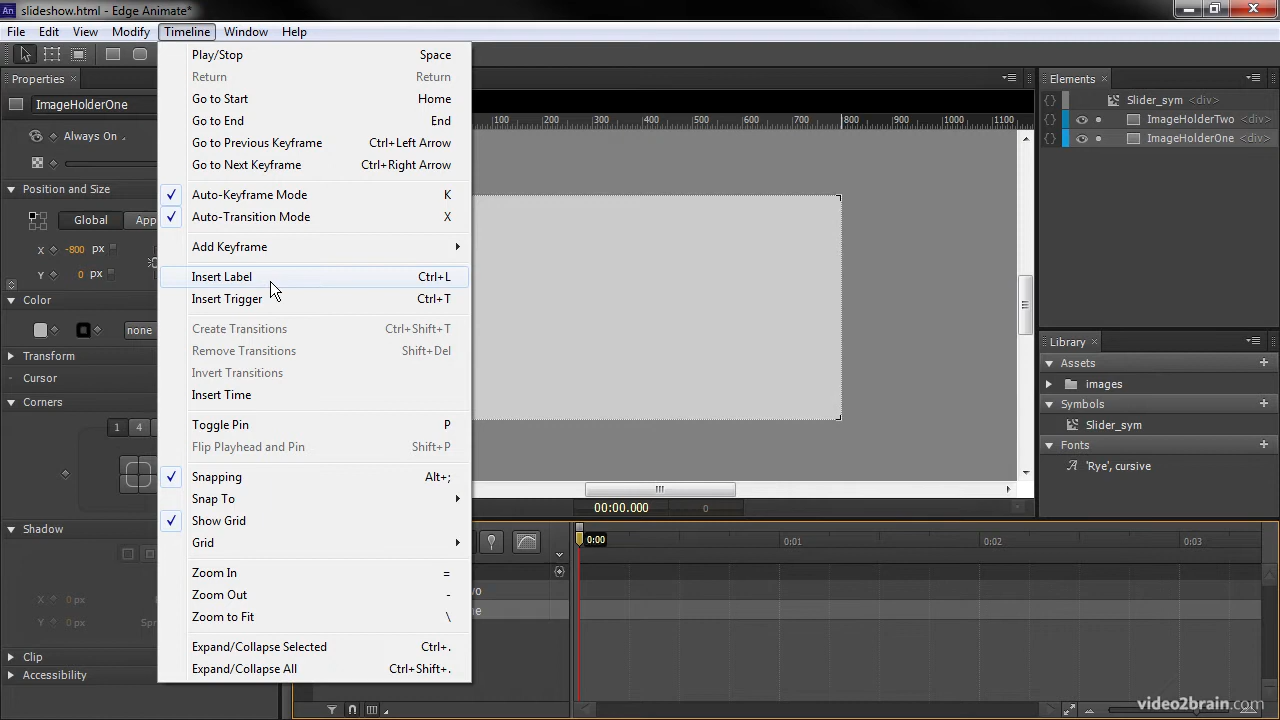 An slideshow.html - Edge Animate*
File Edit View Modify Timeline Window Help
Properties
ImageHolderOne
Always On
Position and Size
Global App
X -800 px
Y 0 px
Color
none
Transform
Cursor
Corners
1 4
Shadow
X 0 px
Y 0 px
Clip
Accessibility
Play/Stop Space
Return Return
Go to Start Home
Go to End End
Go to Previous Keyframe Ctrl+Left Arrow
Go to Next Keyframe Ctrl+Right Arrow
Auto-Keyframe Mode K
Auto-Transition Mode X
Add Keyframe
Insert Label Ctrl+L
Insert Trigger Ctrl+T
Create Transitions Ctrl+Shift+T
Remove Transitions Shift+Del
Invert Transitions
Insert Time
Toggle Pin P
Flip Playhead and Pin Shift+P
Snapping Alt+;
Snap To
Show Grid
Grid
Zoom In =
Zoom Out -
Zoom to Fit \
Expand/Collapse Selected Ctrl+.
Expand/Collapse All Ctrl+Shift+.
100 200 300 400 500 600 700 800 900 1000 1100
00:00.000 0
0:00 0:01 0:02 0:03
Elements
Slider_sym <div>
ImageHolderTwo <div>
ImageHolderOne <div>
Library
Assets
images
Symbols
Slider_sym
Fonts
'Rye', cursive
video2brain.com